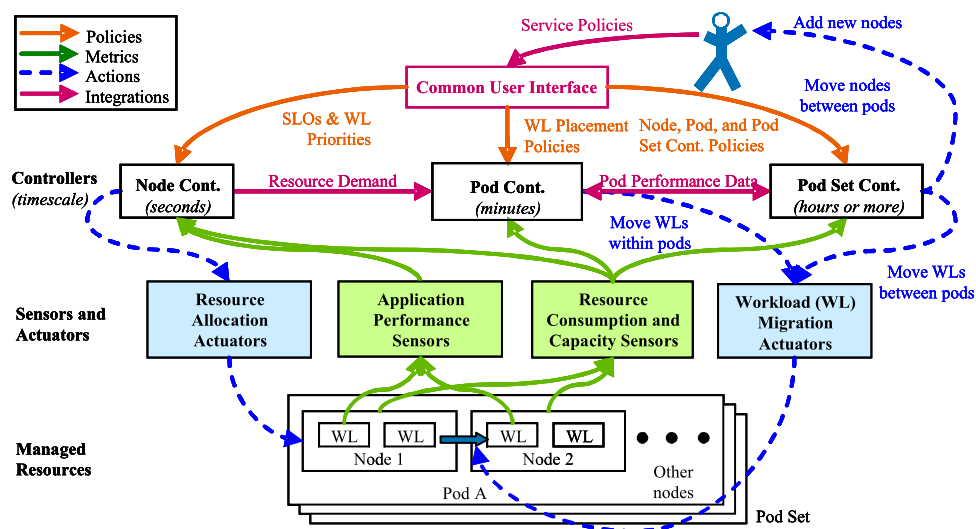 Policies
Metrics
Actions
Integrations
Service Policies
Add new nodes
Common User Interface
Move nodes
between pods
SLOs & WL
Priorities
WL Placement
Policies
Node, Pod, and Pod
Set Cont. Policies
Controllers
(timescale)
Node Cont.
(seconds)
Resource Demand
Pod Cont.
(minutes)
Pod Performance Data
Pod Set Cont.
(hours or more)
Move WLs
within pods
Move WLs
between pods
Sensors and
Actuators
Resource
Allocation
Actuators
Application
Performance
Sensors
Resource
Consumption and
Capacity Sensors
Workload (WL)
Migration
Actuators
Managed
Resources
WL
WL
Node 1
WL
WL
Node 2
Other
nodes
Pod A
Pod Set